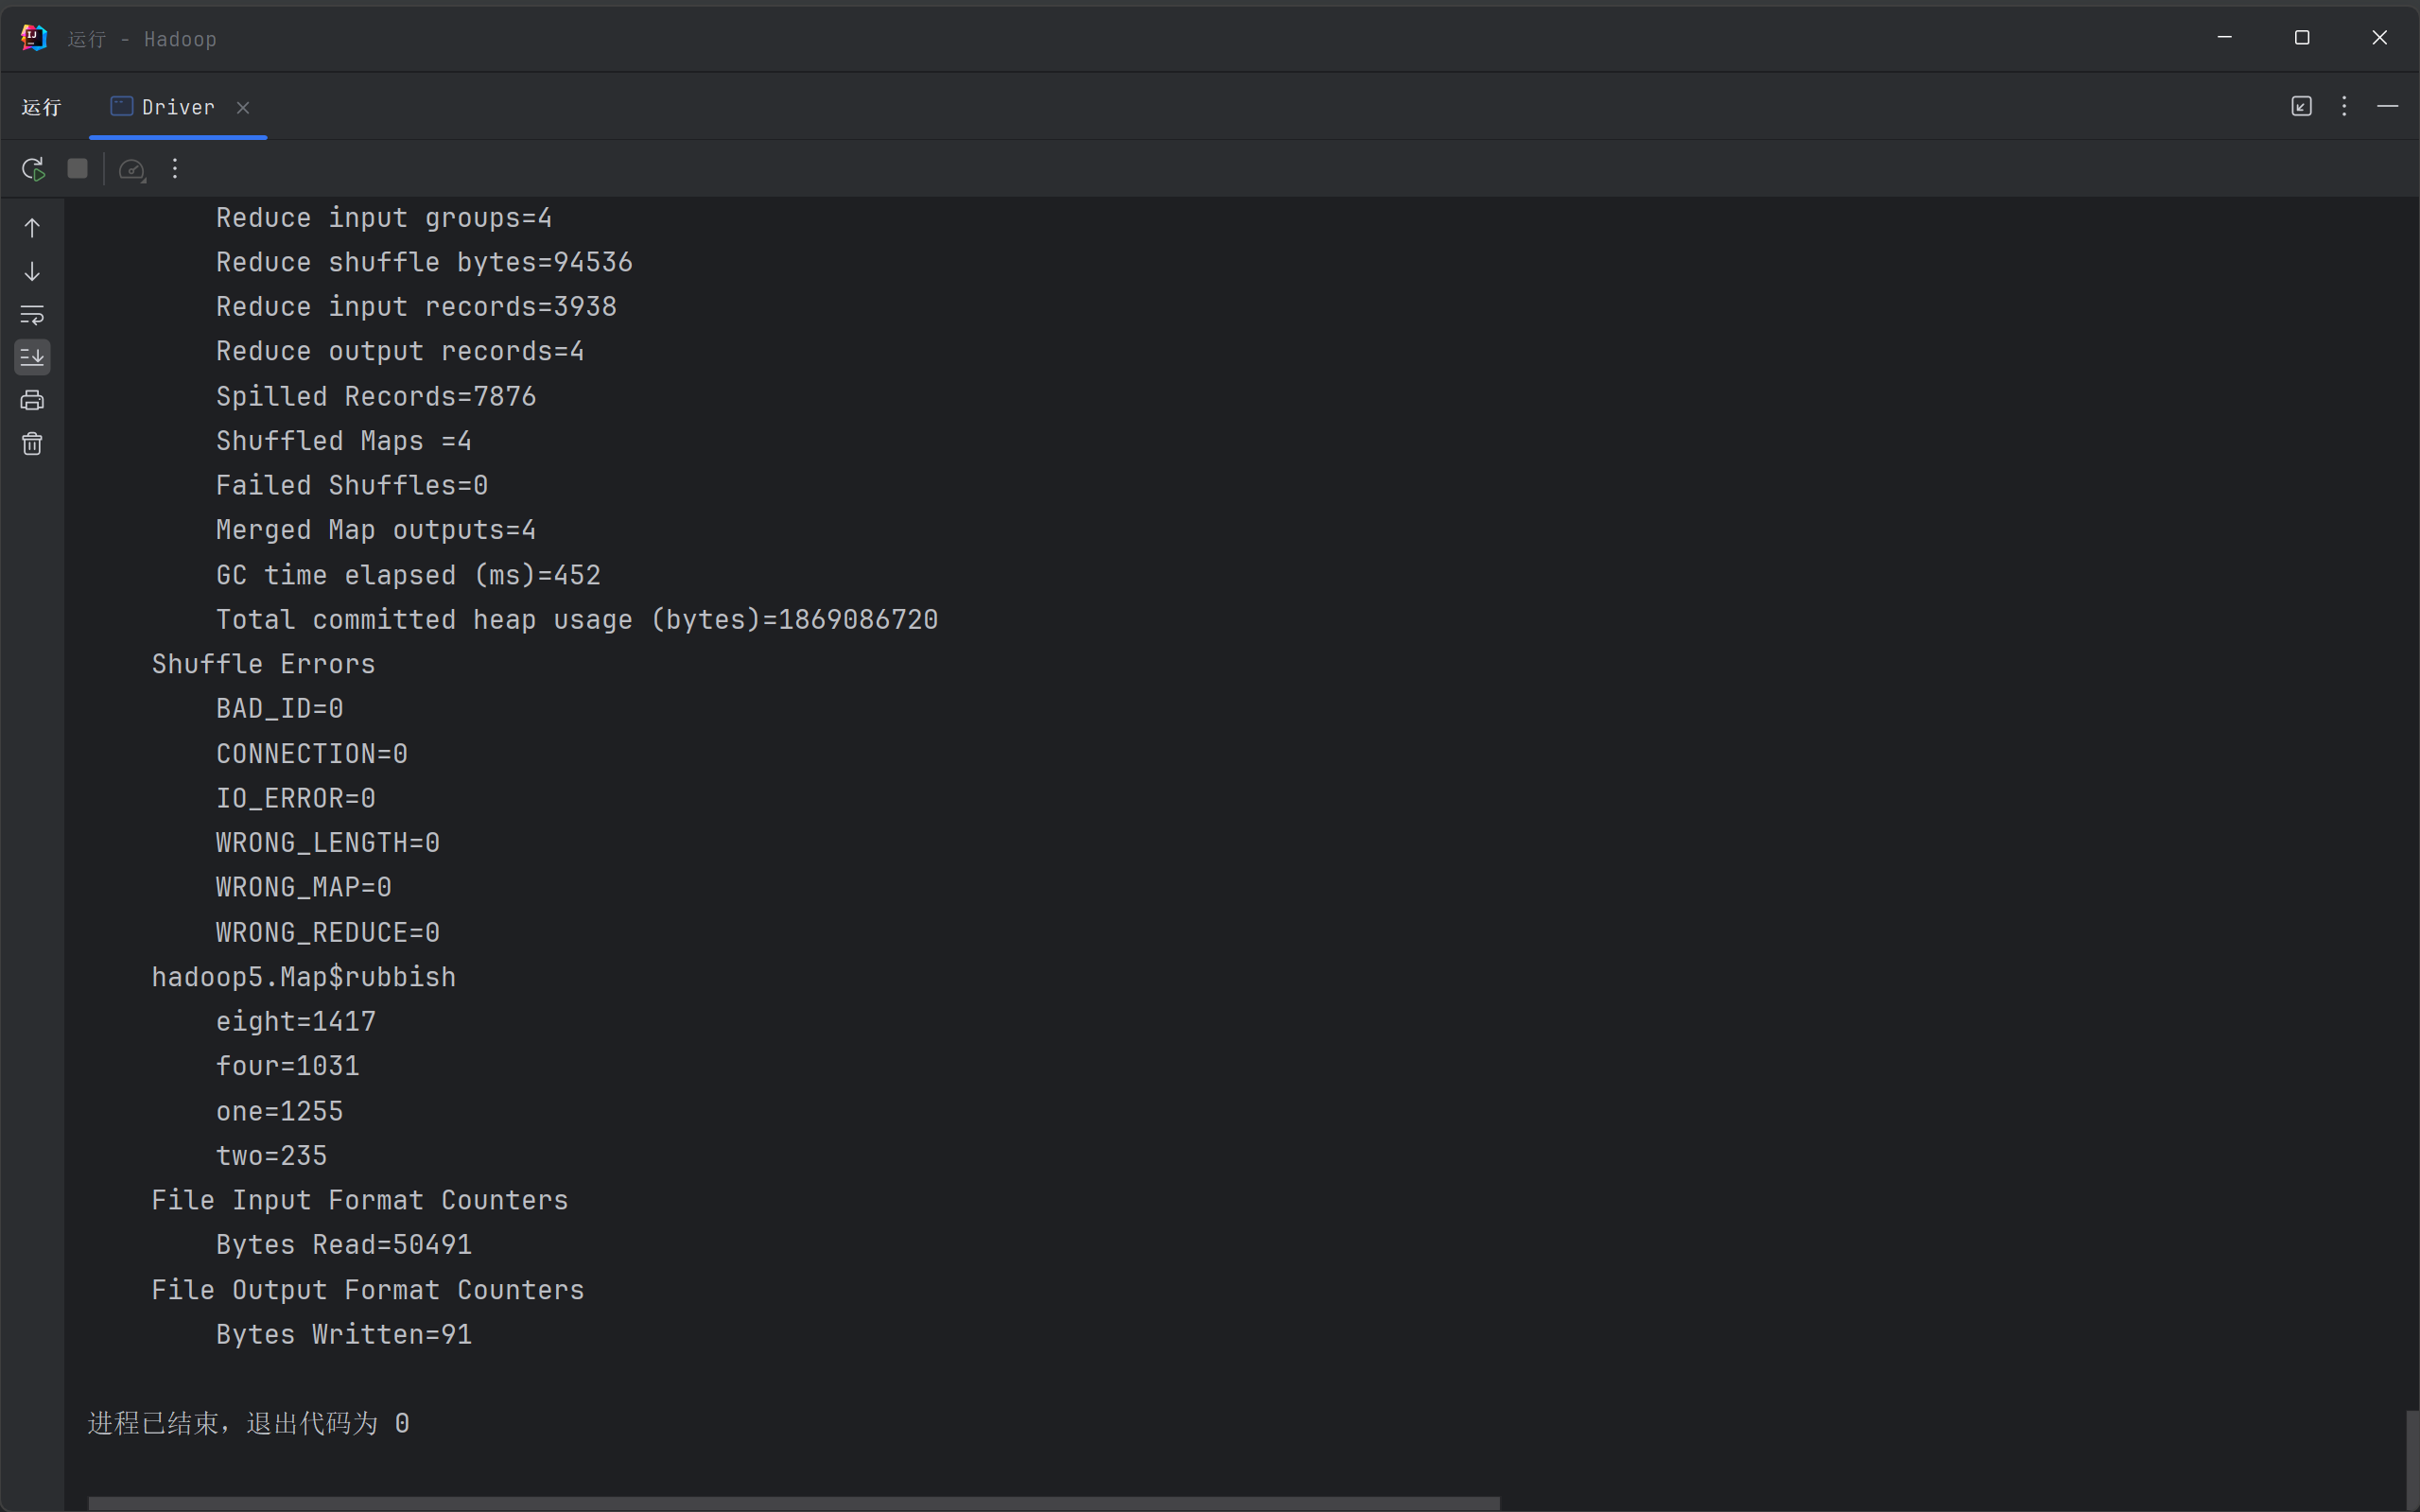 运行 - Hadoop
运行 Driver
Reduce input groups=4
Reduce shuffle bytes=94536
Reduce input records=3938
Reduce output records=4
Spilled Records=7876
Shuffled Maps =4
Failed Shuffles=0
Merged Map outputs=4
GC time elapsed (ms)=452
Total committed heap usage (bytes)=1869086720
Shuffle Errors
BAD_ID=0
CONNECTION=0
IO_ERROR=0
WRONG_LENGTH=0
WRONG_MAP=0
WRONG_REDUCE=0
hadoop5.Map$rubbish
eight=1417
four=1031
one=1255
two=235
File Input Format Counters
Bytes Read=50491
File Output Format Counters
Bytes Written=91
进程已结束，退出代码为 0